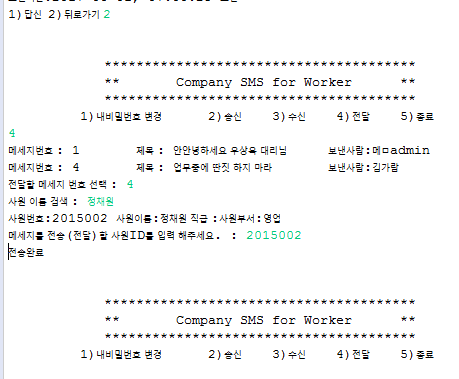 1)답신 2)뒤로가기 2
***************************************
** Company SMS for Worker **
***************************************
1)내비밀번호 변경 2)송신 3)수신 4)전달 5)종료
4
메세지번호 : 1 제목 : 안안녕하세요 우상욱 대리님 보낸사람:메ㅁadmin
메세지번호 : 4 제목 : 업무중에 딴짓 하지 마라 보낸사람:김가람
전달할 메세지 번호 선택 : 4
사원 이름 검색 : 정채원
사원번호:2015002 사원이름:정채원 직급 :사원부서:영업
메세지를 전송(전달)할 사원ID를 입력 해주세요. : 2015002
전송완료
***************************************
** Company SMS for Worker **
***************************************
1)내비밀번호 변경 2)송신 3)수신 4)전달 5)종료